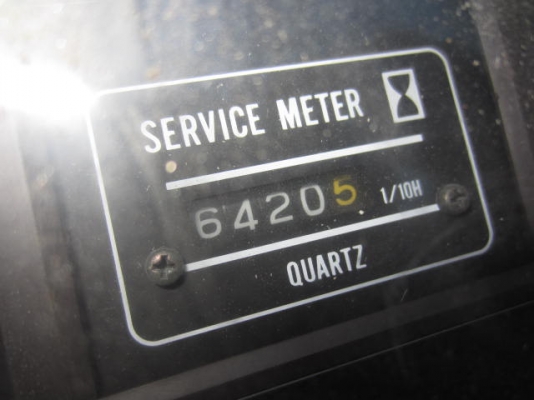 SERVICE METER
64205 1/10H
QUARTZ